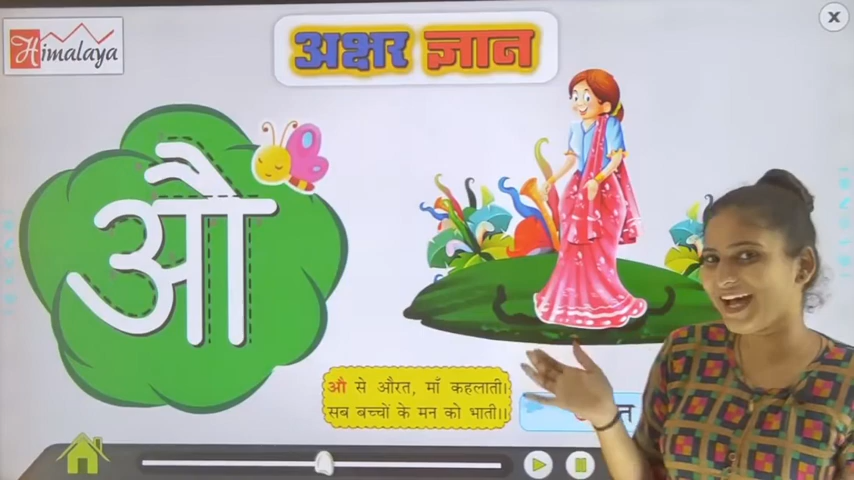 Himalaya
अक्षर ज्ञान
औ
औ से औरत, माँ कहलाती।
सब बच्चों के मन को भाती।।